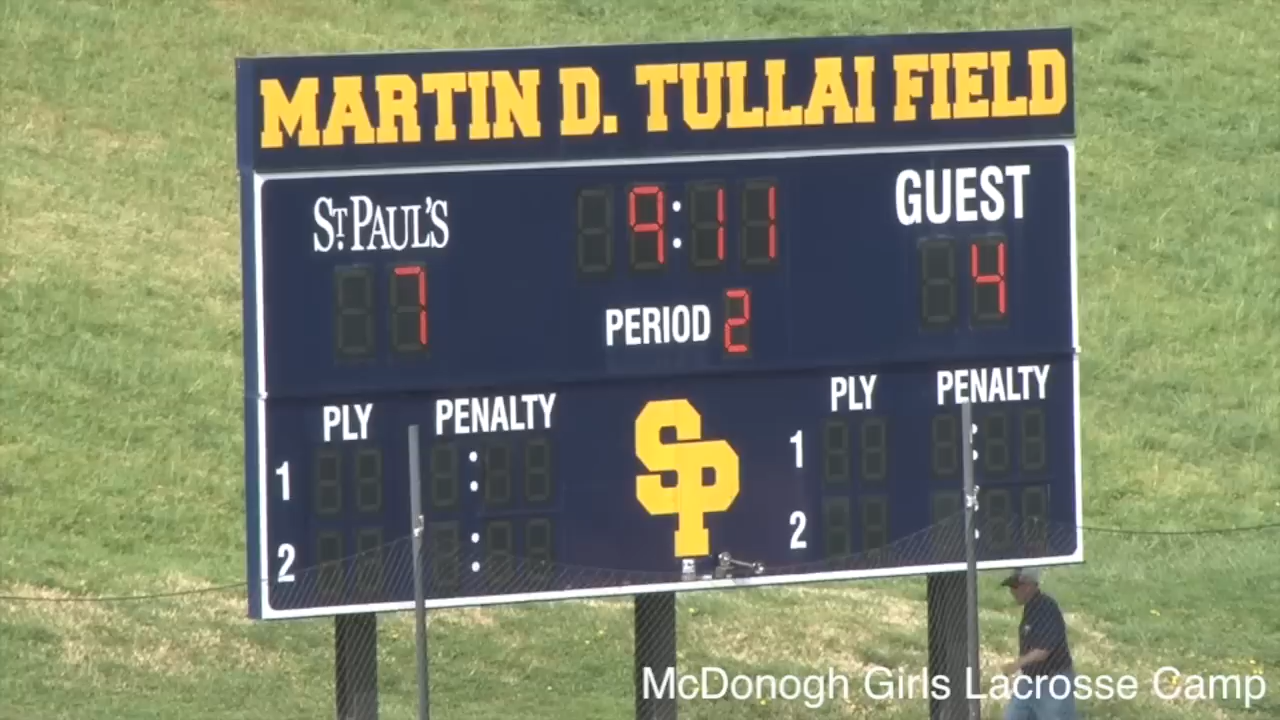 MARTIN D. TULLAI FIELD
ST. PAUL'S 9:11 GUEST
7 4
PERIOD 2
PLY PENALTY PLY PENALTY
1 : 1 :
2 : 2 :
SP
McDonogh Girls Lacrosse Camp